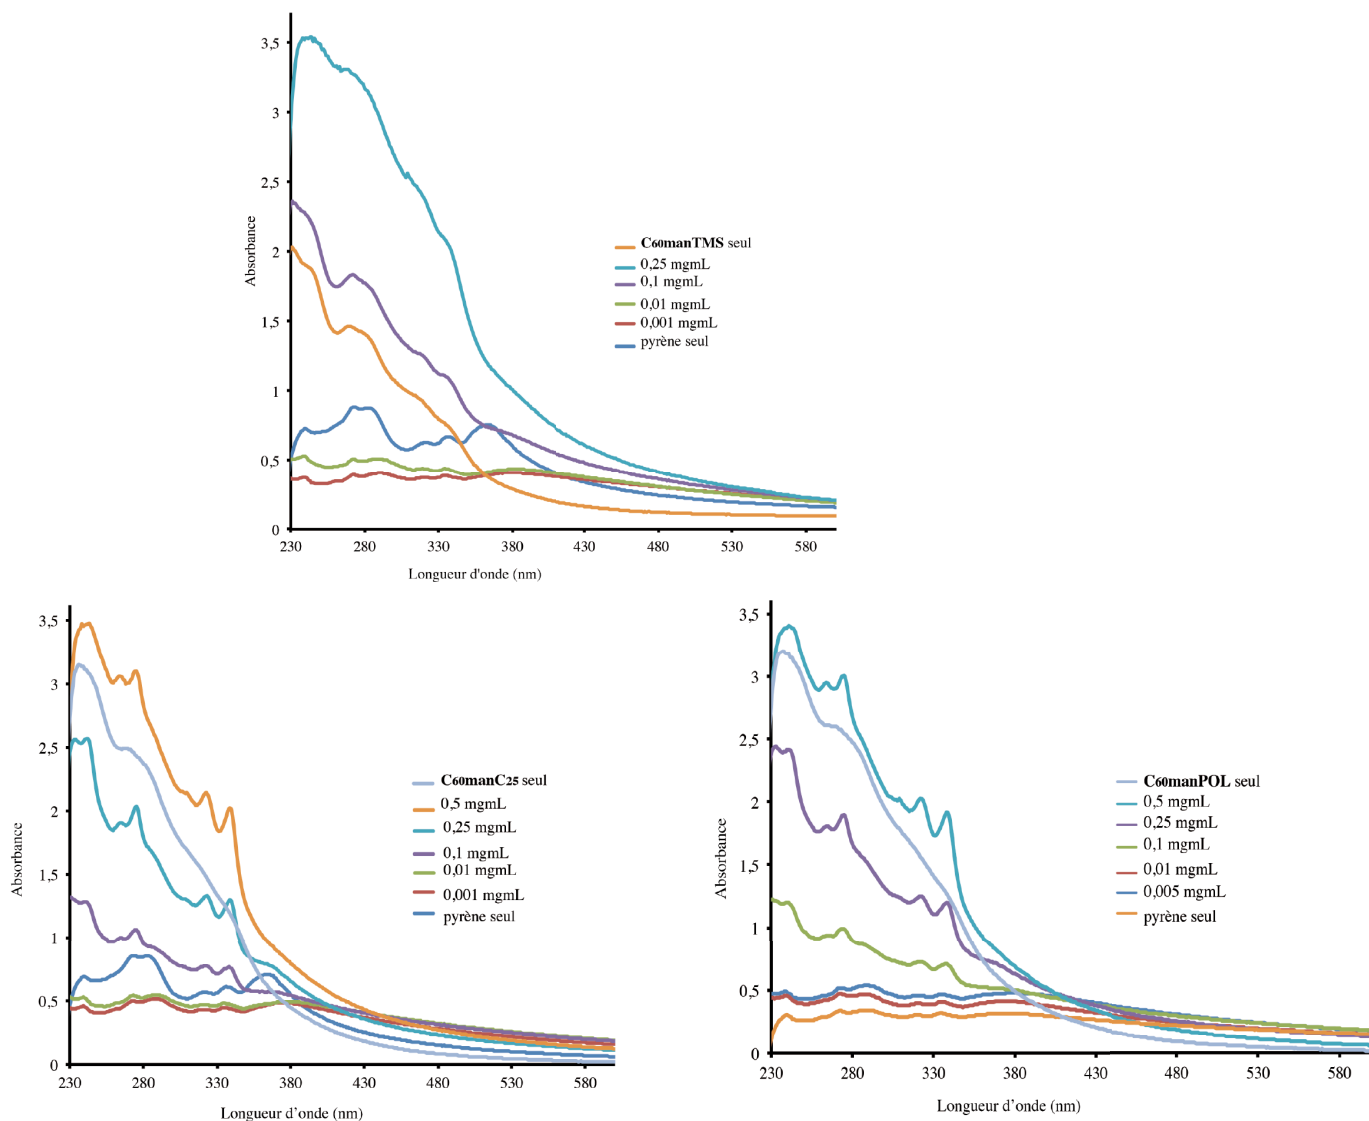 3,5
3
2,5
2
1,5
1
0,5
0
Absorbance
230 280 330 380 430 480 530 580
Longueur d'onde (nm)
C60manTMS seul
0,25 mgmL
0,1 mgmL
0,01 mgmL
0,001 mgmL
pyrène seul
3,5
3
2,5
2
1,5
1
0,5
0
Absorbance
230 280 330 380 430 480 530 580
Longueur d’onde (nm)
C60manC25 seul
0,5 mgmL
0,25 mgmL
0,1 mgmL
0,01 mgmL
0,001 mgmL
pyrène seul
3,5
3
2,5
2
1,5
1
0,5
0
Absorbance
230 280 330 380 430 480 530 580
Longueur d’onde (nm)
C60manPOL seul
0,5 mgmL
0,25 mgmL
0,1 mgmL
0,01 mgmL
0,005 mgmL
pyrène seul